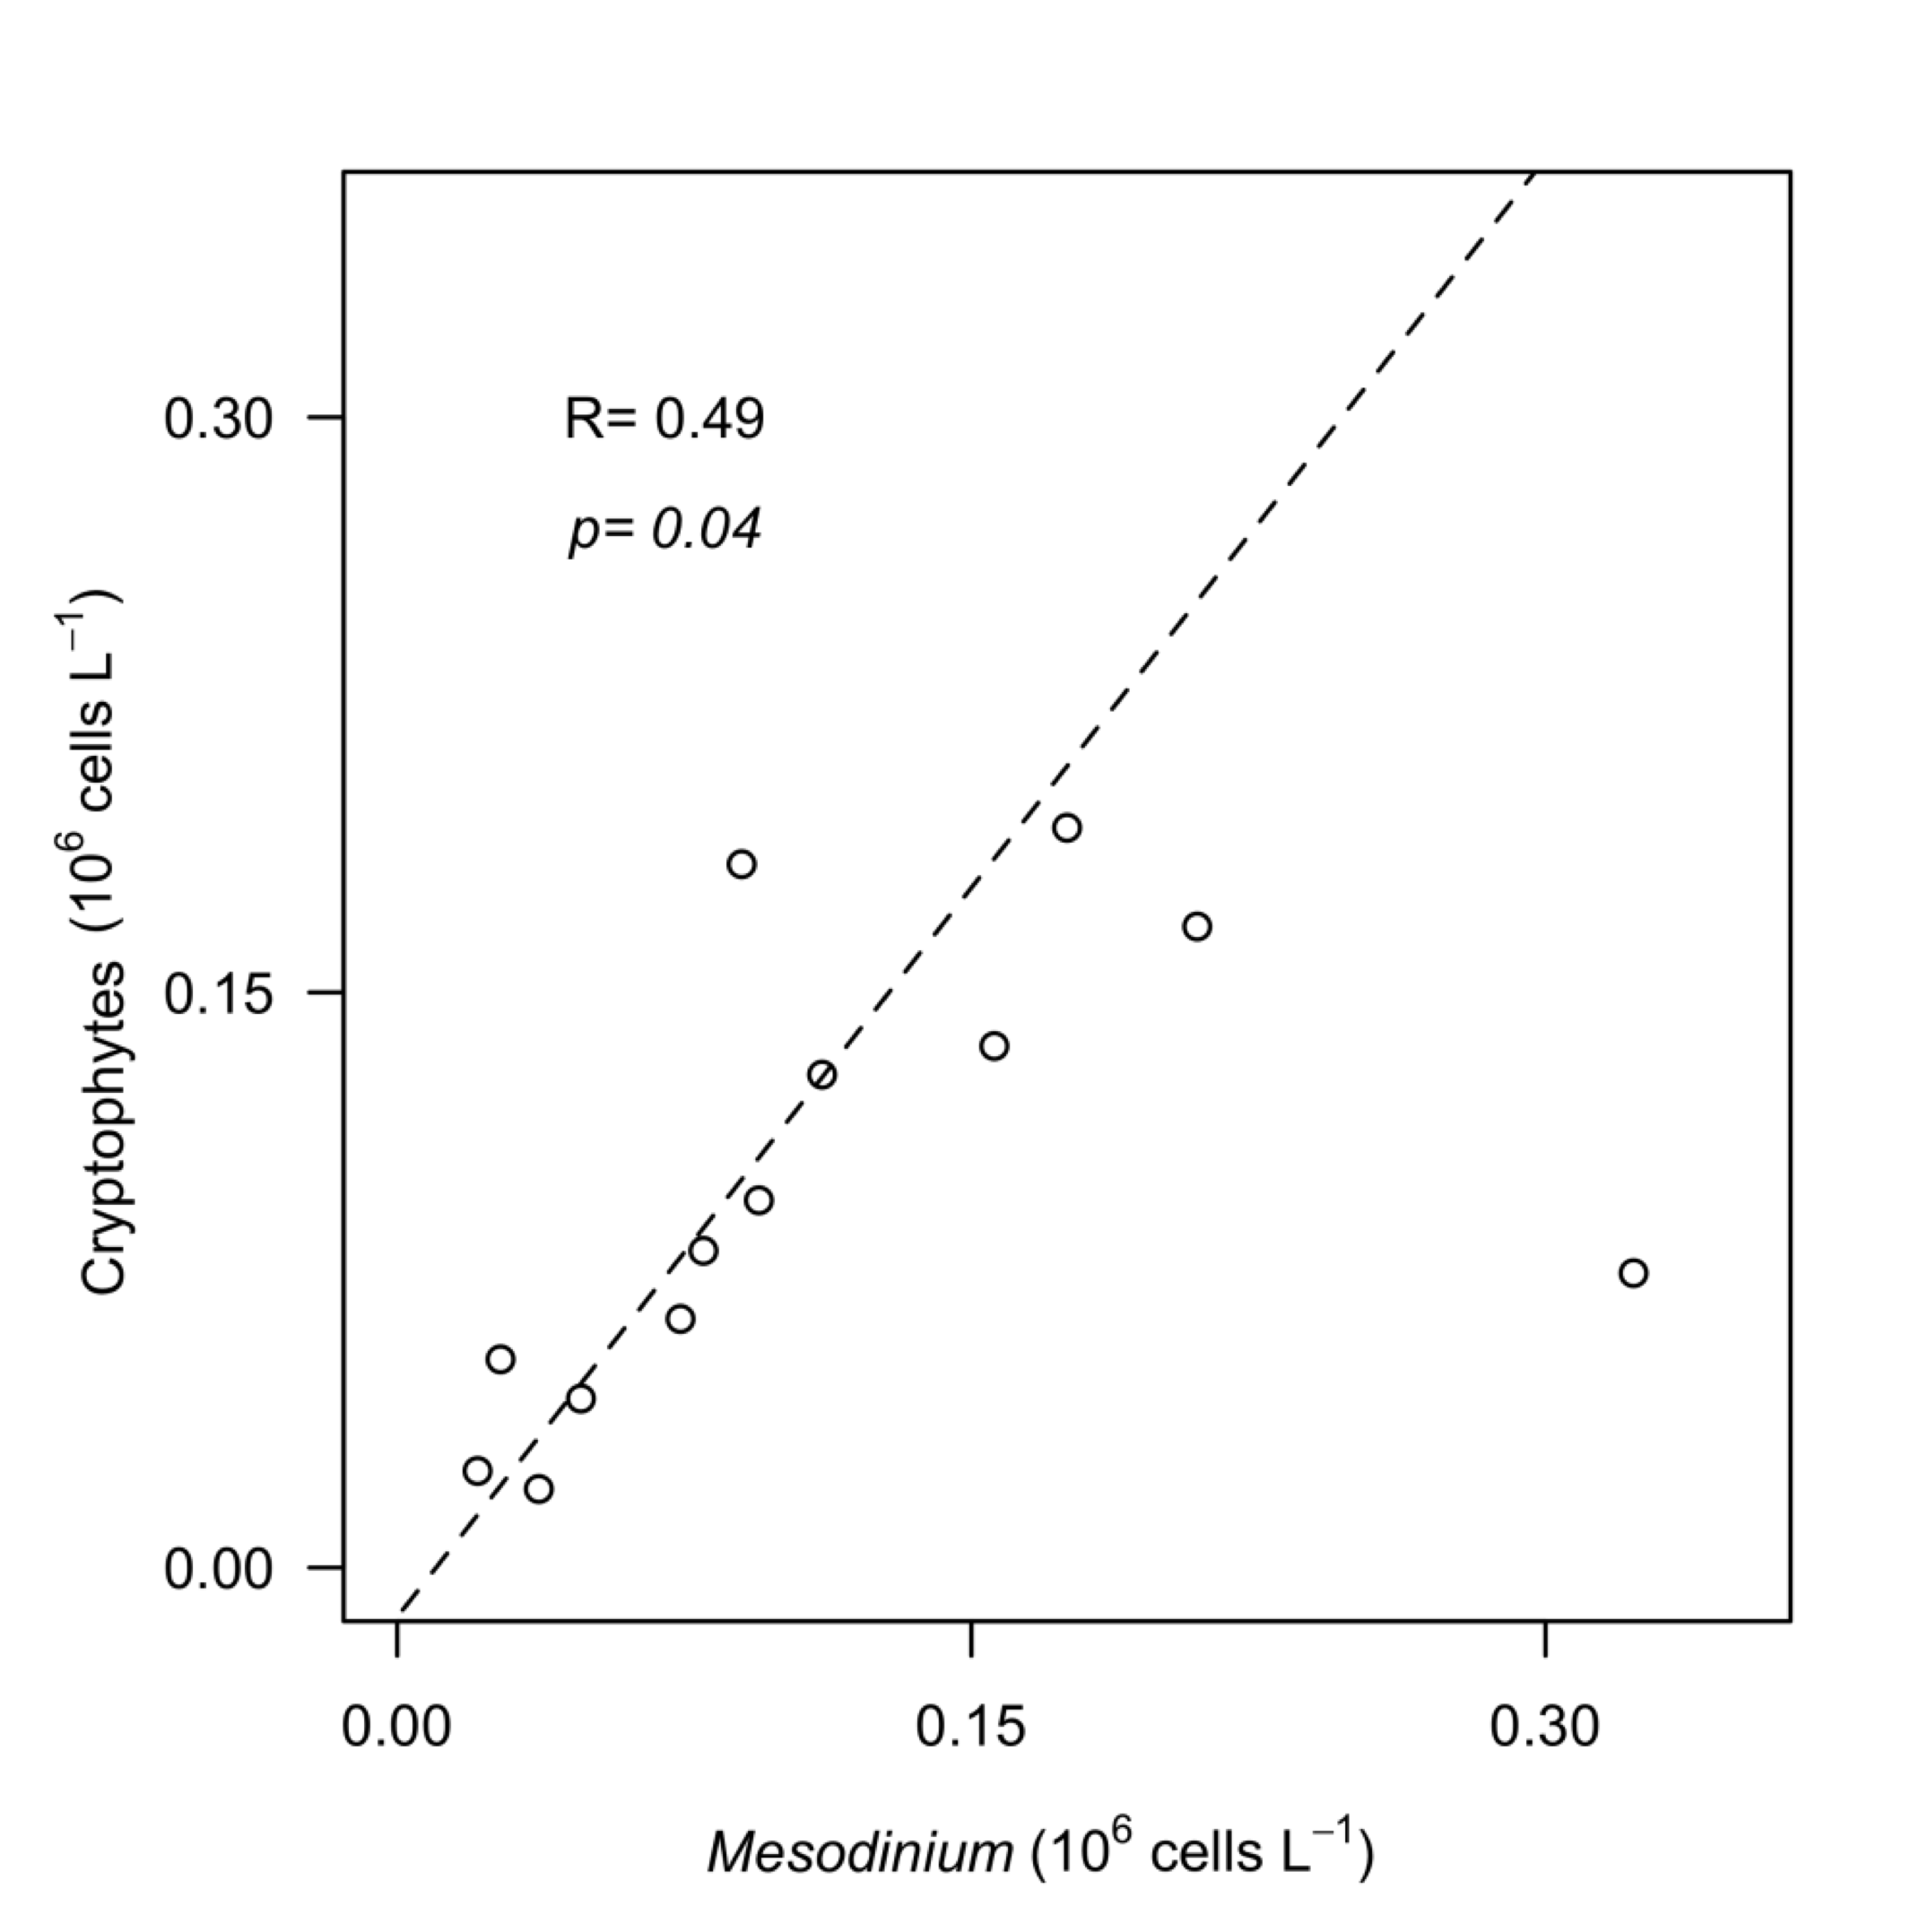 R= 0.49
p= 0.04
0.30
0.15
0.00
Cryptophytes (10⁶ cells L⁻¹)
0.00 0.15 0.30
Mesodinium (10⁶ cells L⁻¹)